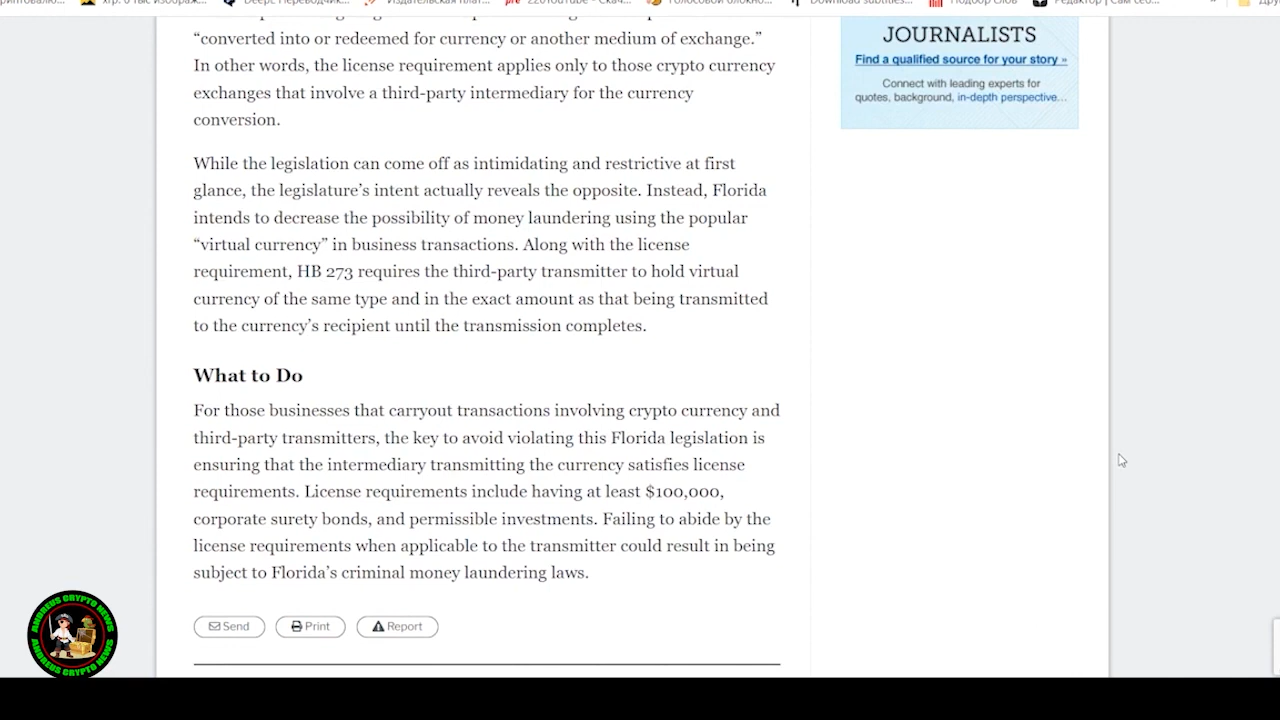 “converted into or redeemed for currency or another medium of exchange.”
In other words, the license requirement applies only to those crypto currency
exchanges that involve a third-party intermediary for the currency
conversion.
While the legislation can come off as intimidating and restrictive at first
glance, the legislature’s intent actually reveals the opposite. Instead, Florida
intends to decrease the possibility of money laundering using the popular
“virtual currency” in business transactions. Along with the license
requirement, HB 273 requires the third-party transmitter to hold virtual
currency of the same type and in the exact amount as that being transmitted
to the currency’s recipient until the transmission completes.
What to Do
For those businesses that carryout transactions involving crypto currency and
third-party transmitters, the key to avoid violating this Florida legislation is
ensuring that the intermediary transmitting the currency satisfies license
requirements. License requirements include having at least $100,000,
corporate surety bonds, and permissible investments. Failing to abide by the
license requirements when applicable to the transmitter could result in being
subject to Florida’s criminal money laundering laws.
Send Print Report
JOURNALISTS
Find a qualified source for your story »
Connect with leading experts for
quotes, background, in-depth perspective…
ANDREUS CRYPTO NEWS
ANDREUS CRYPTO NEWS